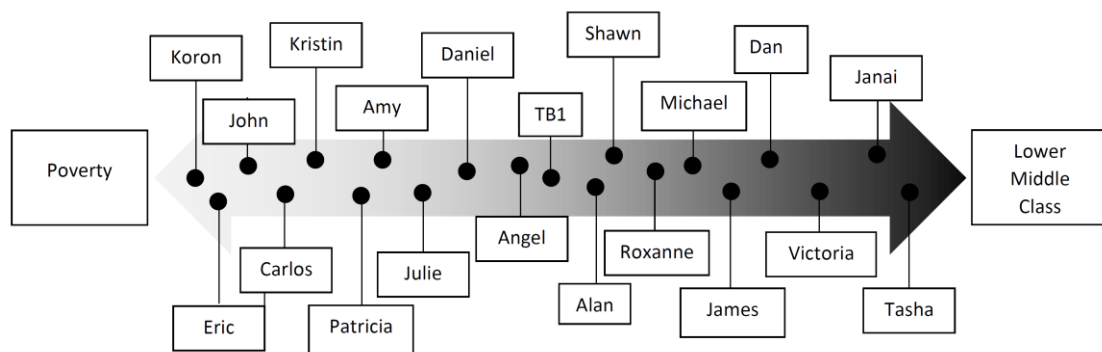 Koron
Kristin
Daniel
Shawn
Dan
Janai
John
Amy
TB1
Michael
Poverty
Lower
Middle
Class
Carlos
Julie
Angel
Roxanne
Victoria
Eric
Patricia
Alan
James
Tasha